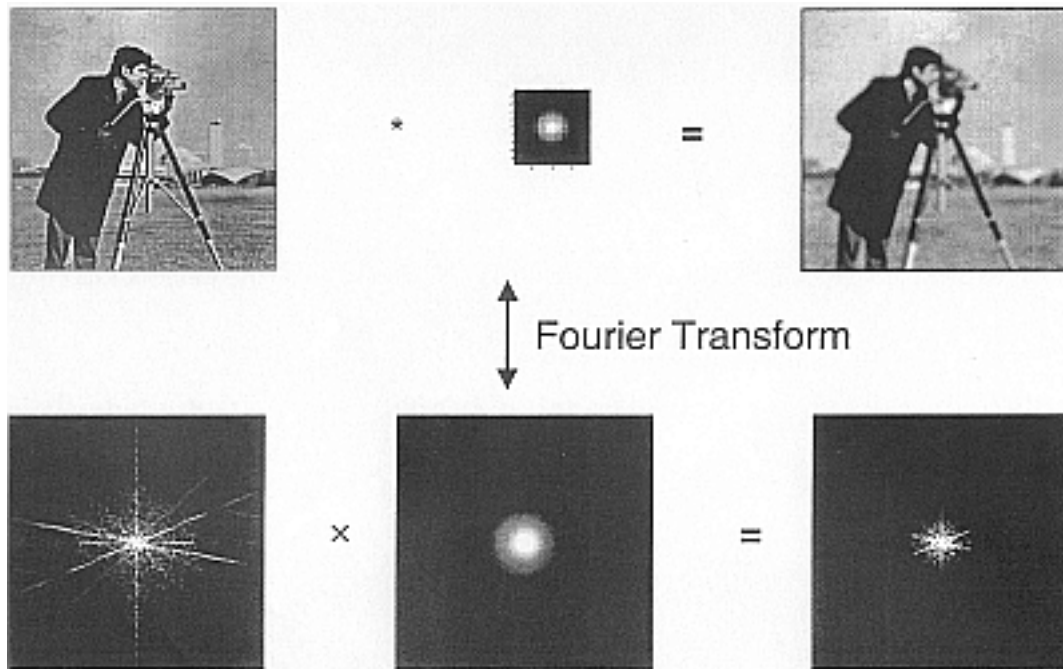 * =
Fourier Transform
× =